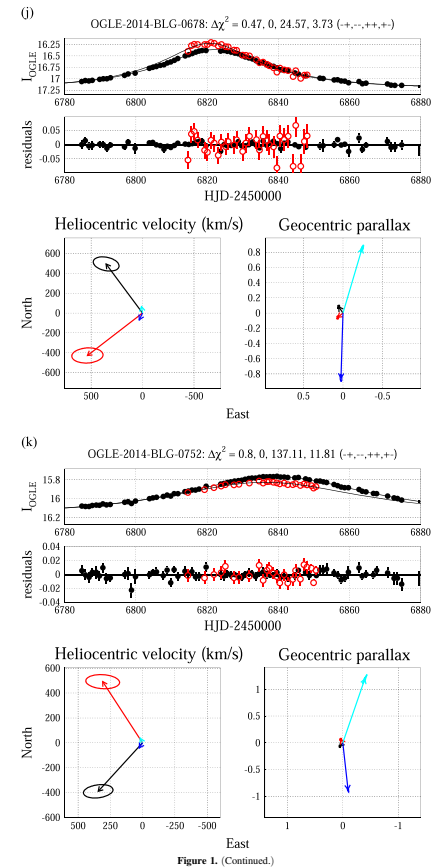 (j)
OGLE-2014-BLG-0678: Δχ² = 0.47, 0, 24.57, 3.73 (-+,--,++,+-)
I_OGLE
16.25
16.5
16.75
17
17.25
6780 6800 6820 6840 6860 6880
residuals
0.05
0
-0.05
6780 6800 6820 6840 6860 6880
HJD-2450000
Heliocentric velocity (km/s) Geocentric parallax
North
600
400
200
0
-200
-400
-600
500 0 -500
0.8
0.6
0.4
0.2
0
-0.2
-0.4
-0.6
-0.8
0.5 0 -0.5
East
(k)
OGLE-2014-BLG-0752: Δχ² = 0.8, 0, 137.11, 11.81 (-+,--,++,+-)
I_OGLE
15.8
16
16.2
6780 6800 6820 6840 6860 6880
residuals
0.04
0.02
0
-0.02
-0.04
6780 6800 6820 6840 6860 6880
HJD-2450000
Heliocentric velocity (km/s) Geocentric parallax
North
600
400
200
0
-200
-400
-600
500 250 0 -250 -500
1
0.5
0
-0.5
-1
1 0 -1
East
Figure 1. (Continued.)